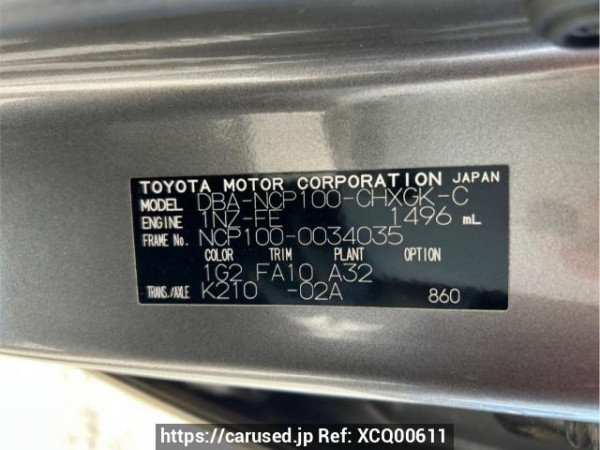 TOYOTA MOTOR CORPORATION JAPAN
MODEL DBA-NCP100-CHXGK-C
ENGINE 1NZ-FE 1496 mL
FRAME No. NCP100-0034035
COLOR TRIM PLANT OPTION
1G2 FA10 A32
TRANS./AXLE K210 -02A 860
https://carused.jp Ref: XCQ00611